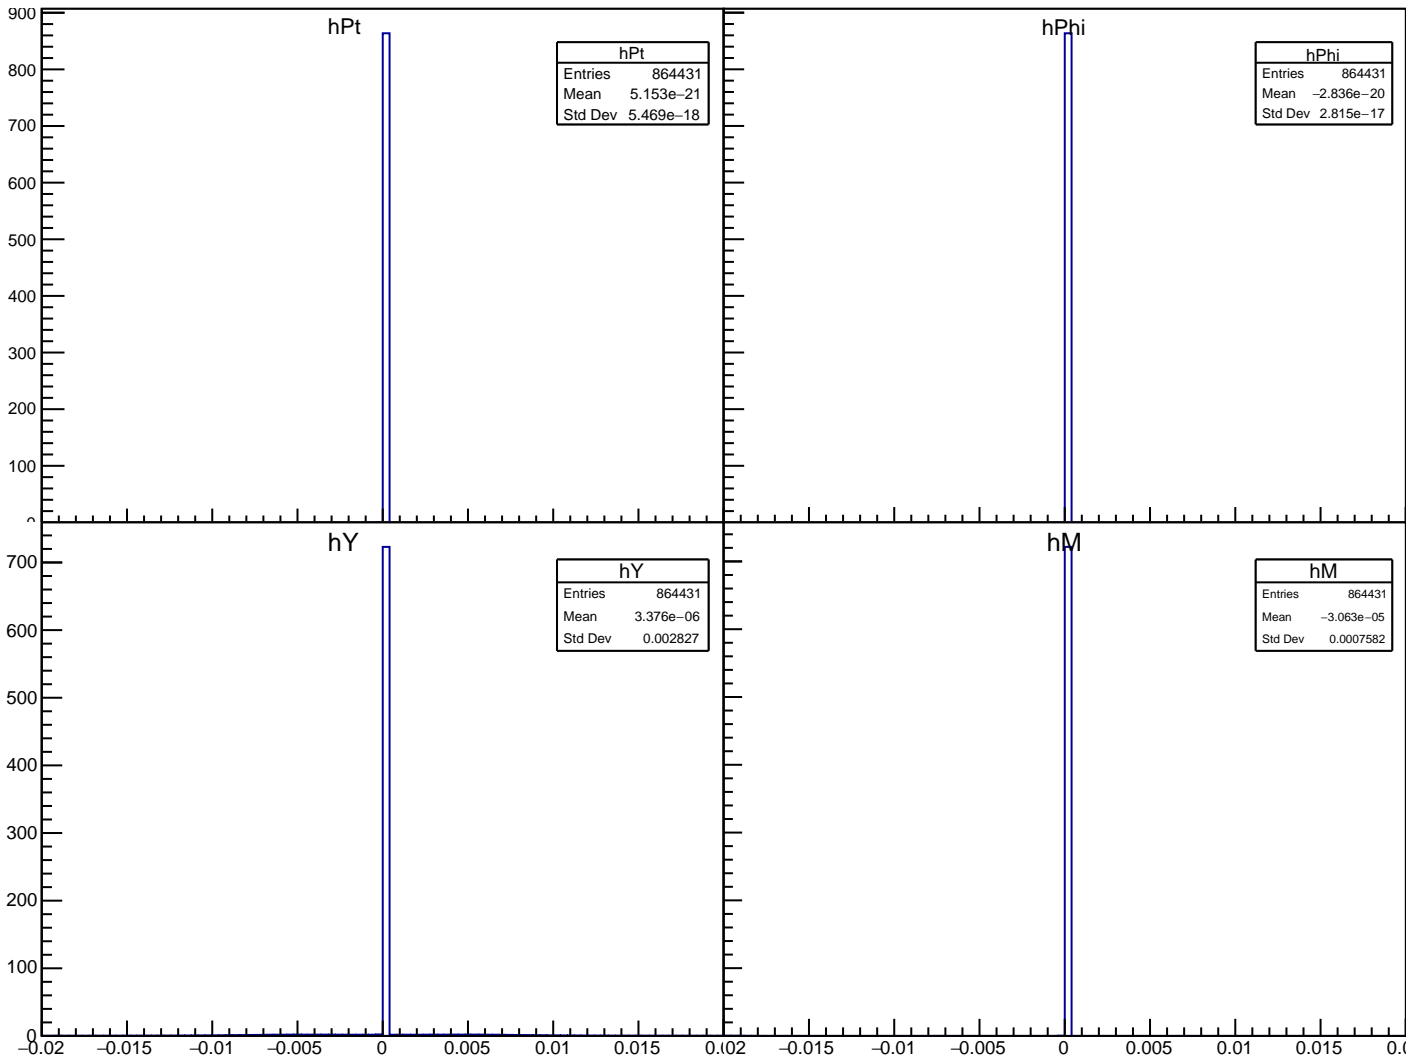 hPt
900
800
700
600
500
400
300
200
100
0
hPt
Entries 864431
Mean 5.153e−21
Std Dev 5.469e−18
hPhi
hPhi
Entries 864431
Mean −2.836e−20
Std Dev 2.815e−17
hY
700
600
500
400
300
200
100
0
hY
Entries 864431
Mean 3.376e−06
Std Dev 0.002827
−0.02 −0.015 −0.01 −0.005 0 0.005 0.01 0.015
hM
hM
Entries 864431
Mean −3.063e−05
Std Dev 0.0007582
−0.015 −0.01 −0.005 0 0.005 0.01 0.015